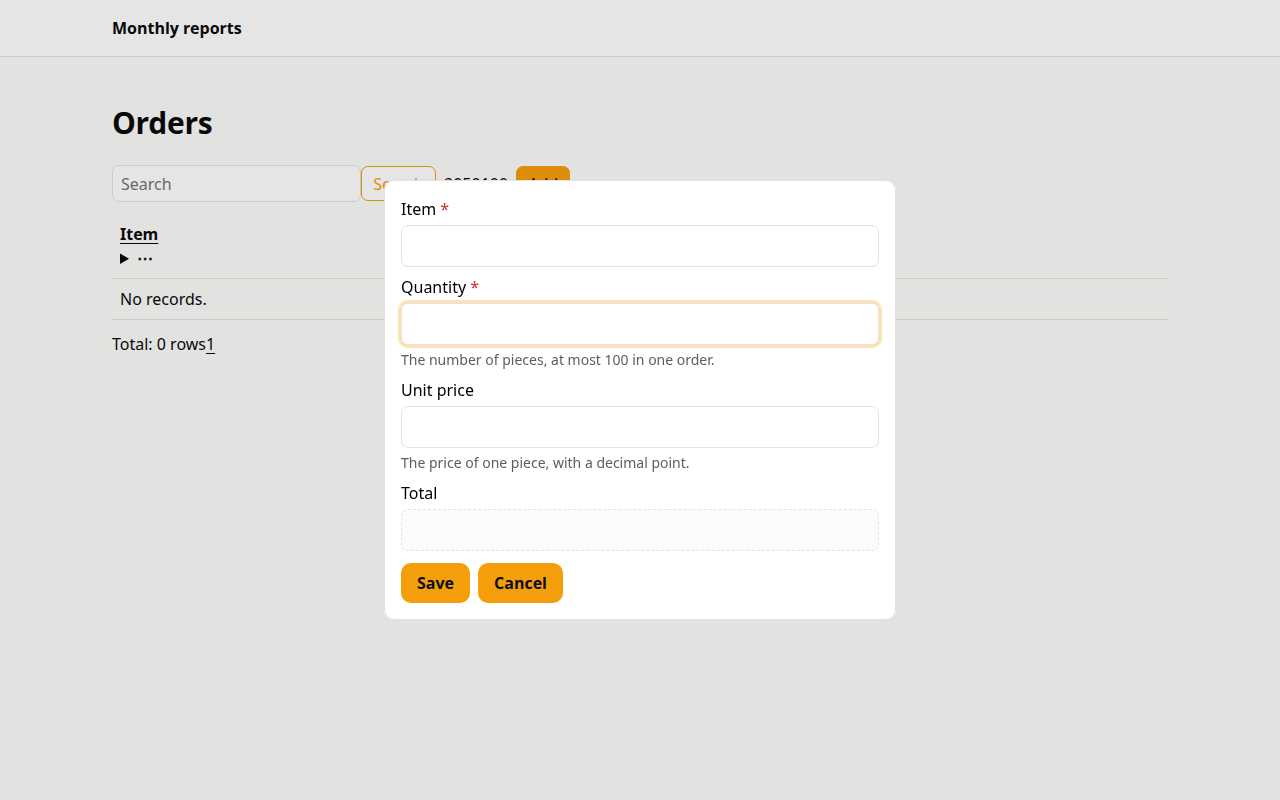 Monthly reports
Orders
Search
Item
...
No records.
Total: 0 rows1
Item *
Quantity *
The number of pieces, at most 100 in one order.
Unit price
The price of one piece, with a decimal point.
Total
Save Cancel